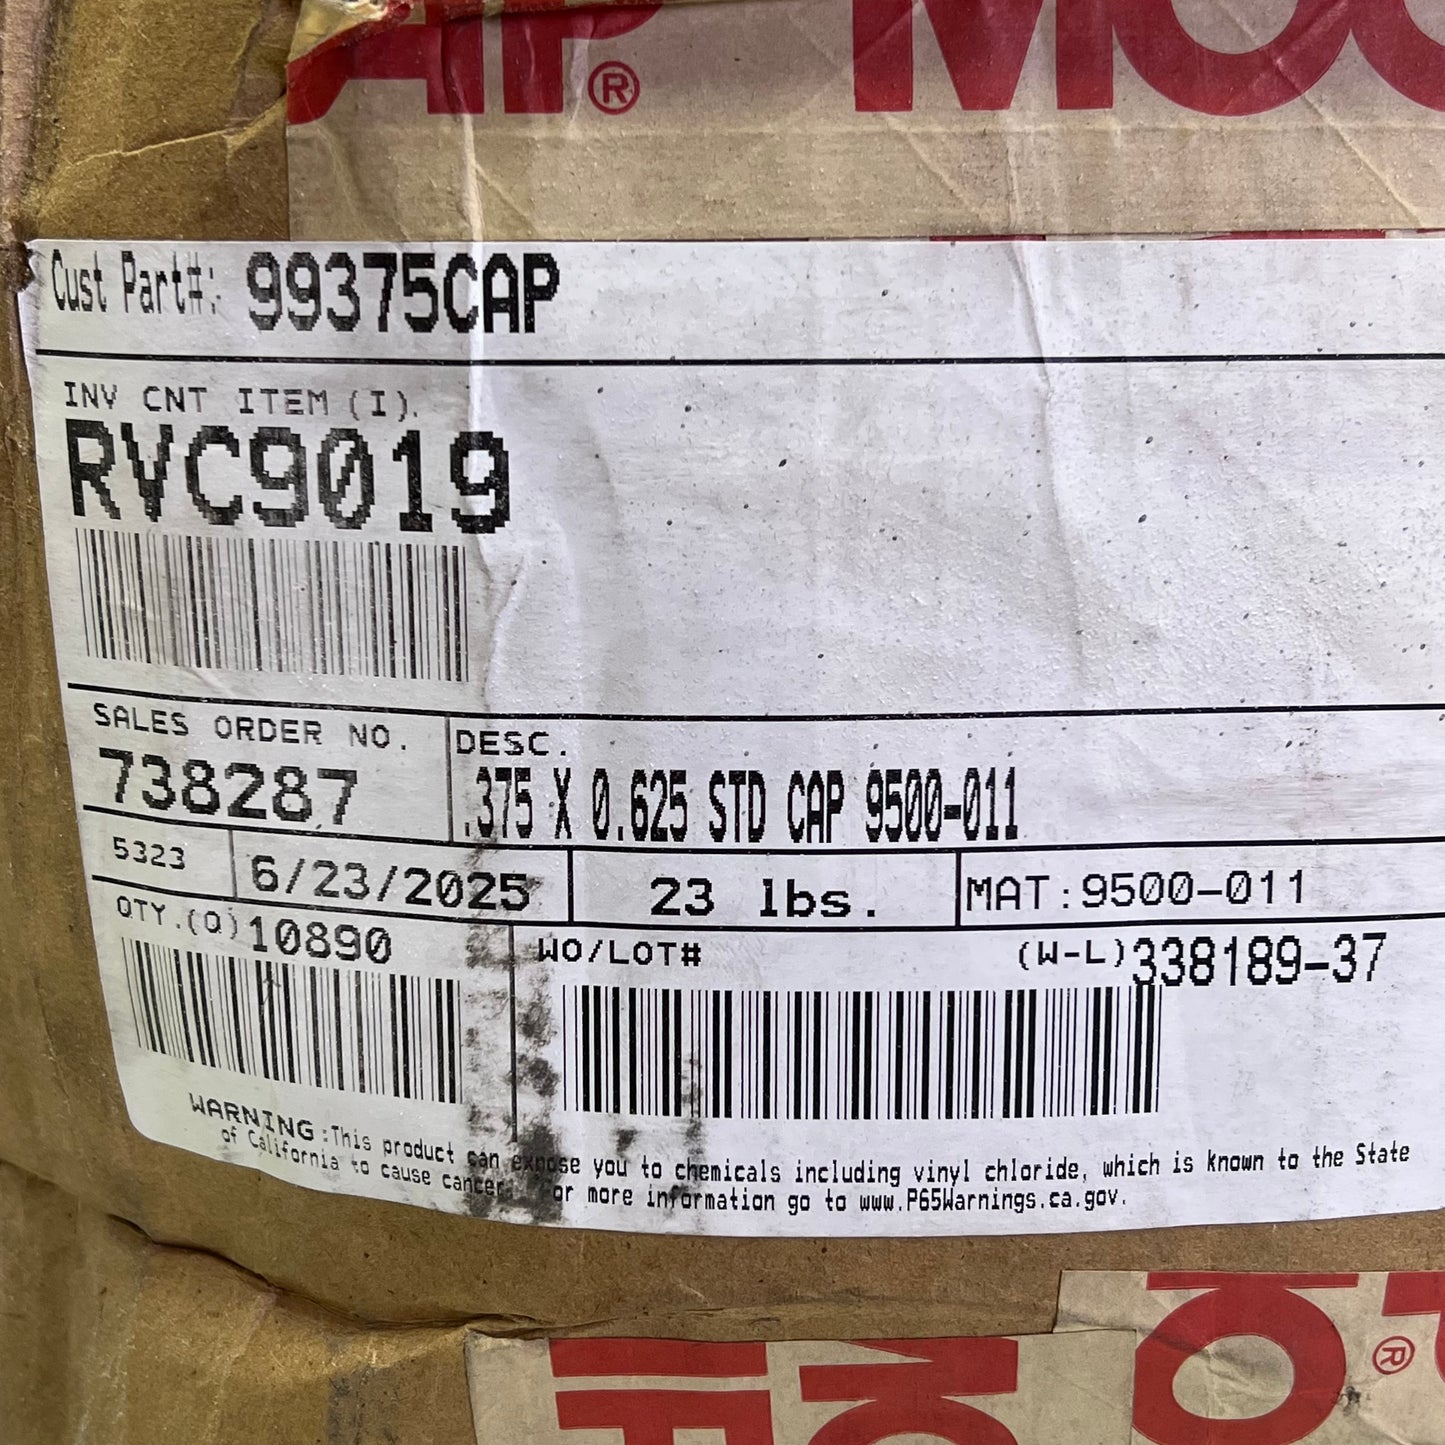 AP® MOC
Cust Part#: 99375CAP
INV CNT ITEM (I).
RVC9019
SALES ORDER NO.
738287
DESC.
.375 X 0.625 STD CAP 9500-011
5323
6/23/2025
23 lbs.
MAT:9500-011
QTY.(Q)10890
WO/LOT#
(W-L)338189-37
WARNING:This product can expose you to chemicals including vinyl chloride, which is known to the State
of California to cause cancer. or more information go to www.P65Warnings.ca.gov.
®